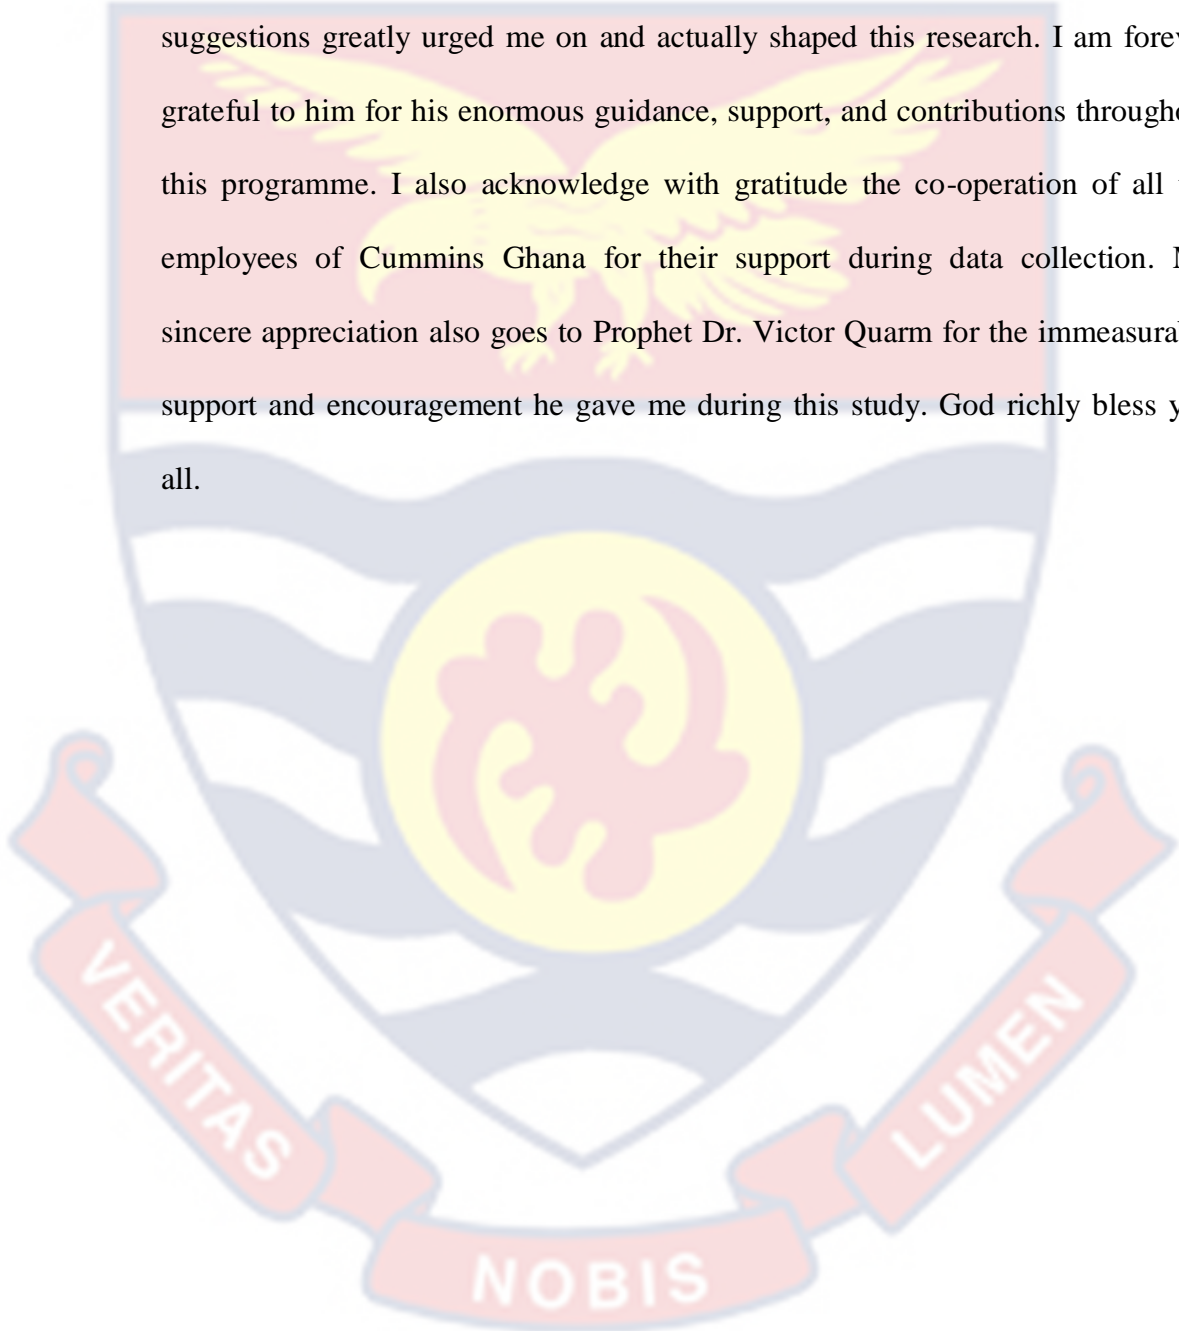 suggestions greatly urged me on and actually shaped this research. I am
grateful to him for his enormous guidance, support, and contributions
this programme. I also acknowledge with gratitude the co-operation of all
employees of Cummins Ghana for their support during data collection.
sincere appreciation also goes to Prophet Dr. Victor Quarm for the
support and encouragement he gave me during this study. God richly bless
all.
VERITAS
NOBIS
LUMEN